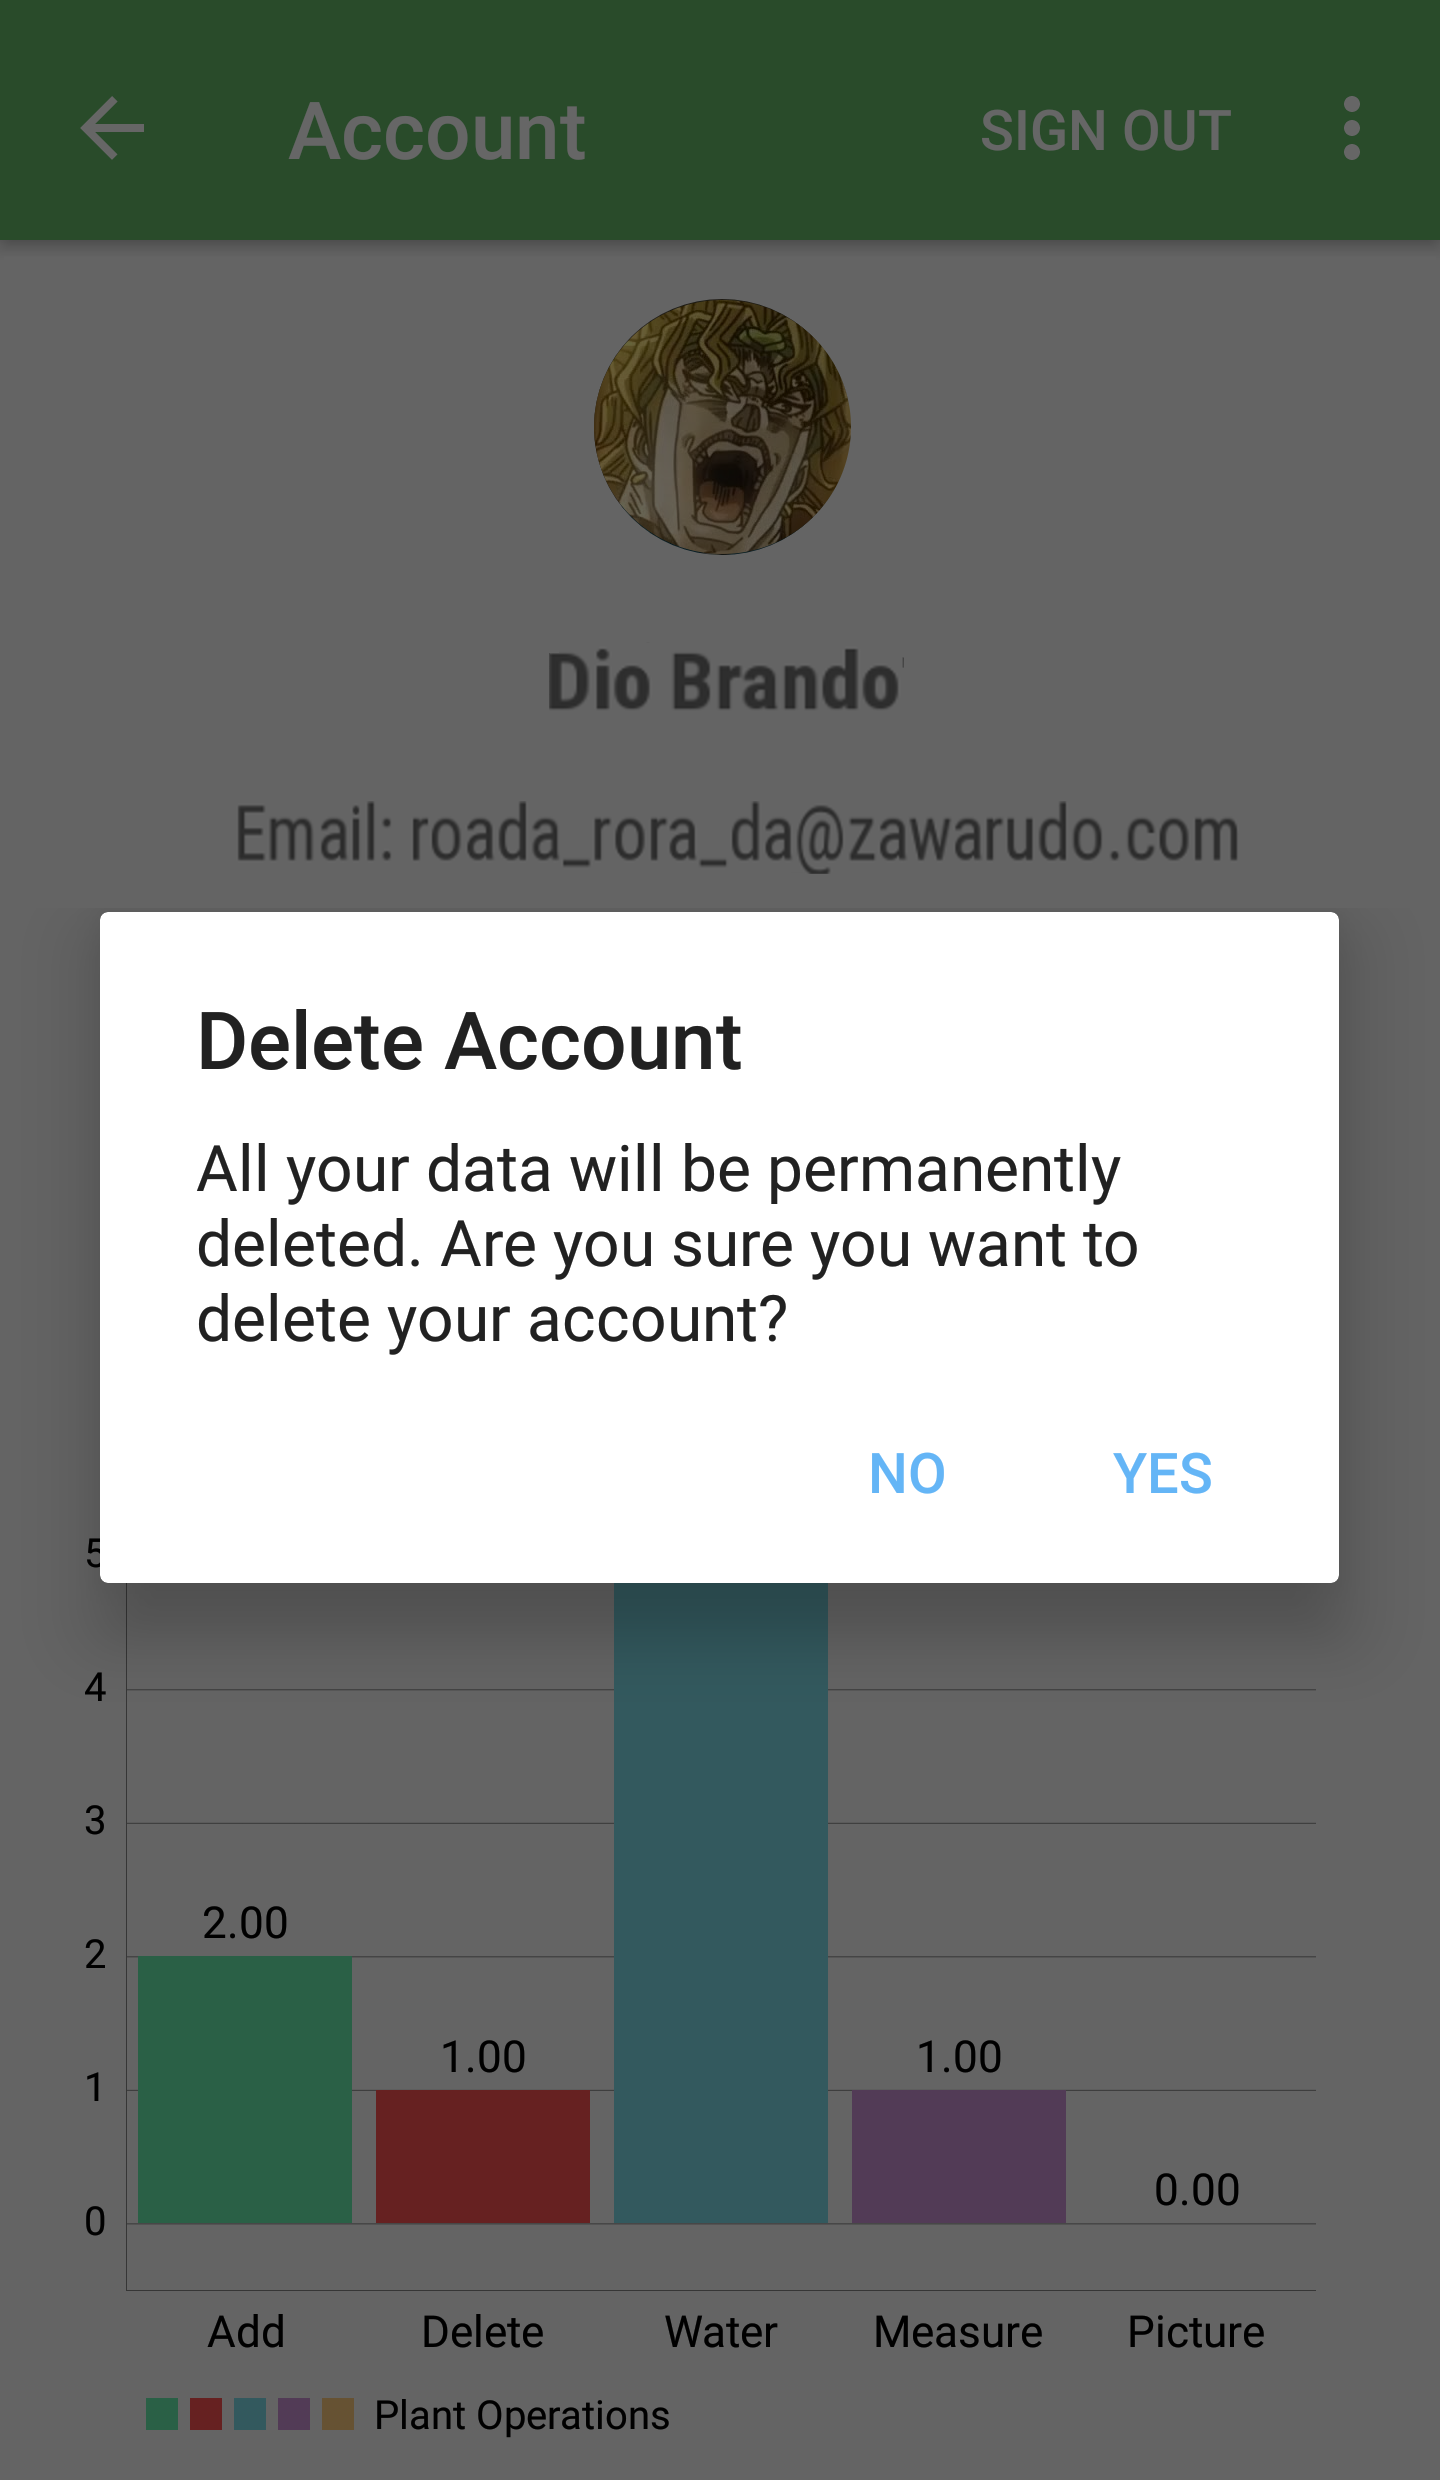 Account SIGN OUT
Dio Brando
Email: roada_rora_da@zawarudo.com
Delete Account
All your data will be permanently
deleted. Are you sure you want to
delete your account?
NO YES
5
4
3
2.00
2
1.00 1.00
1
0.00
0
Add Delete Water Measure Picture
Plant Operations